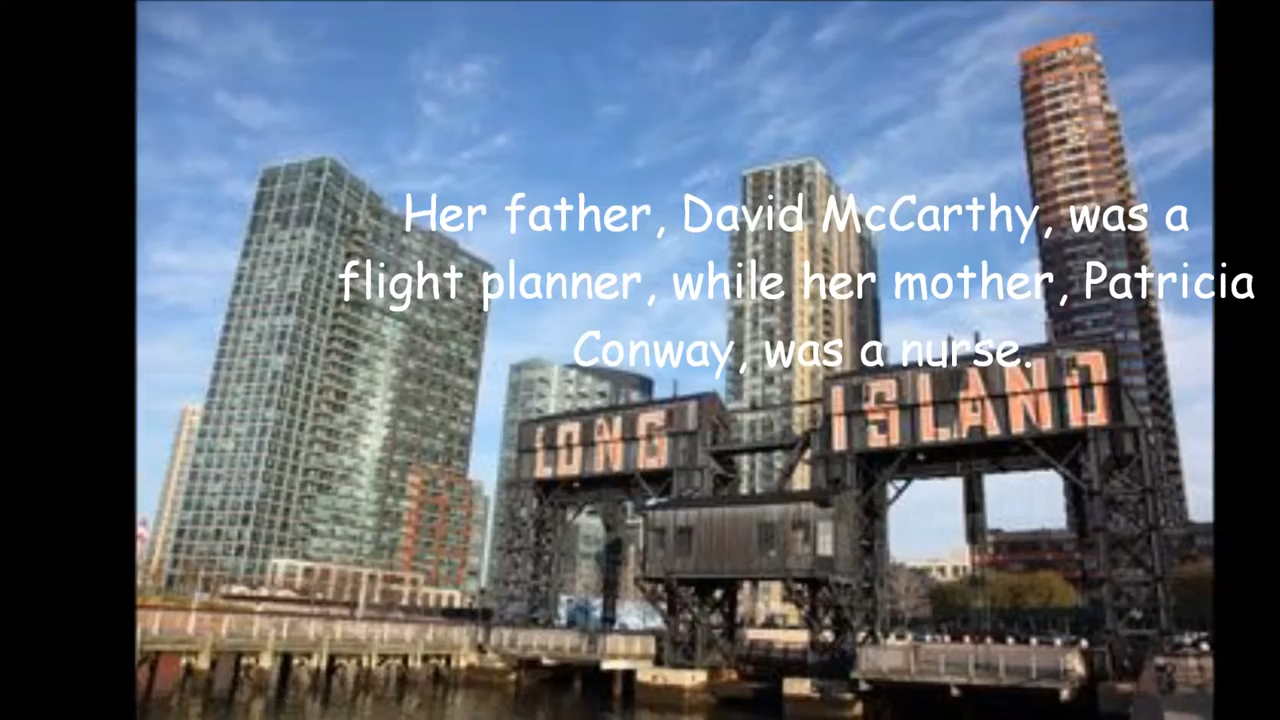 Her father, David McCarthy, was a
flight planner, while her mother, Patricia
Conway, was a nurse.
LONG ISLAND